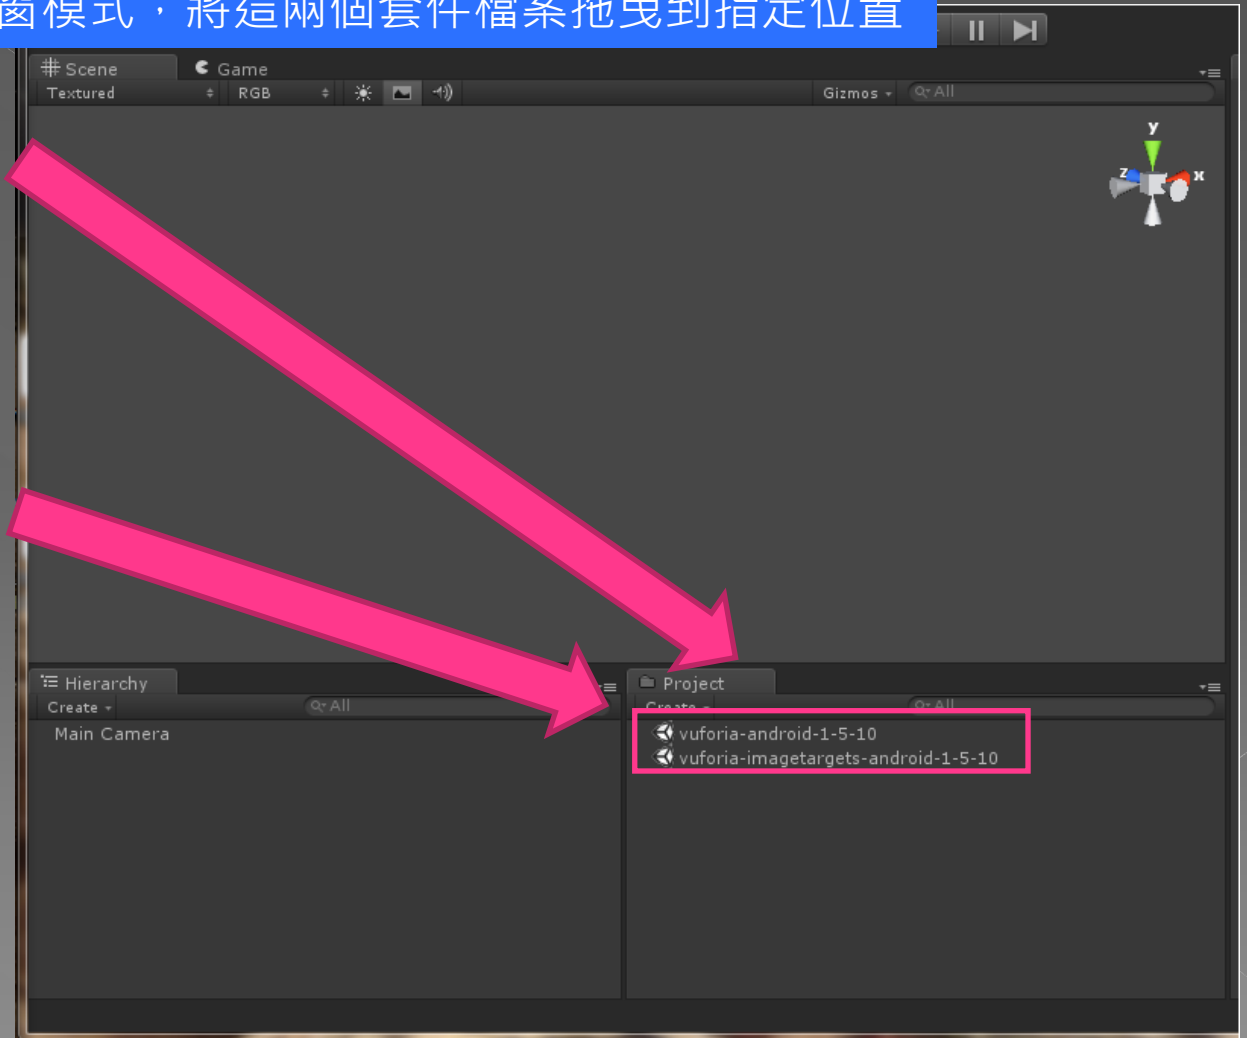 窗模式，將這兩個套件檔案拖曳到指定位置
Scene
Game
Textured
RGB
Gizmos
All
y
z
x
Hierarchy
Create
All
Main Camera
Project
Create
All
vuforia-android-1-5-10
vuforia-imagetargets-android-1-5-10